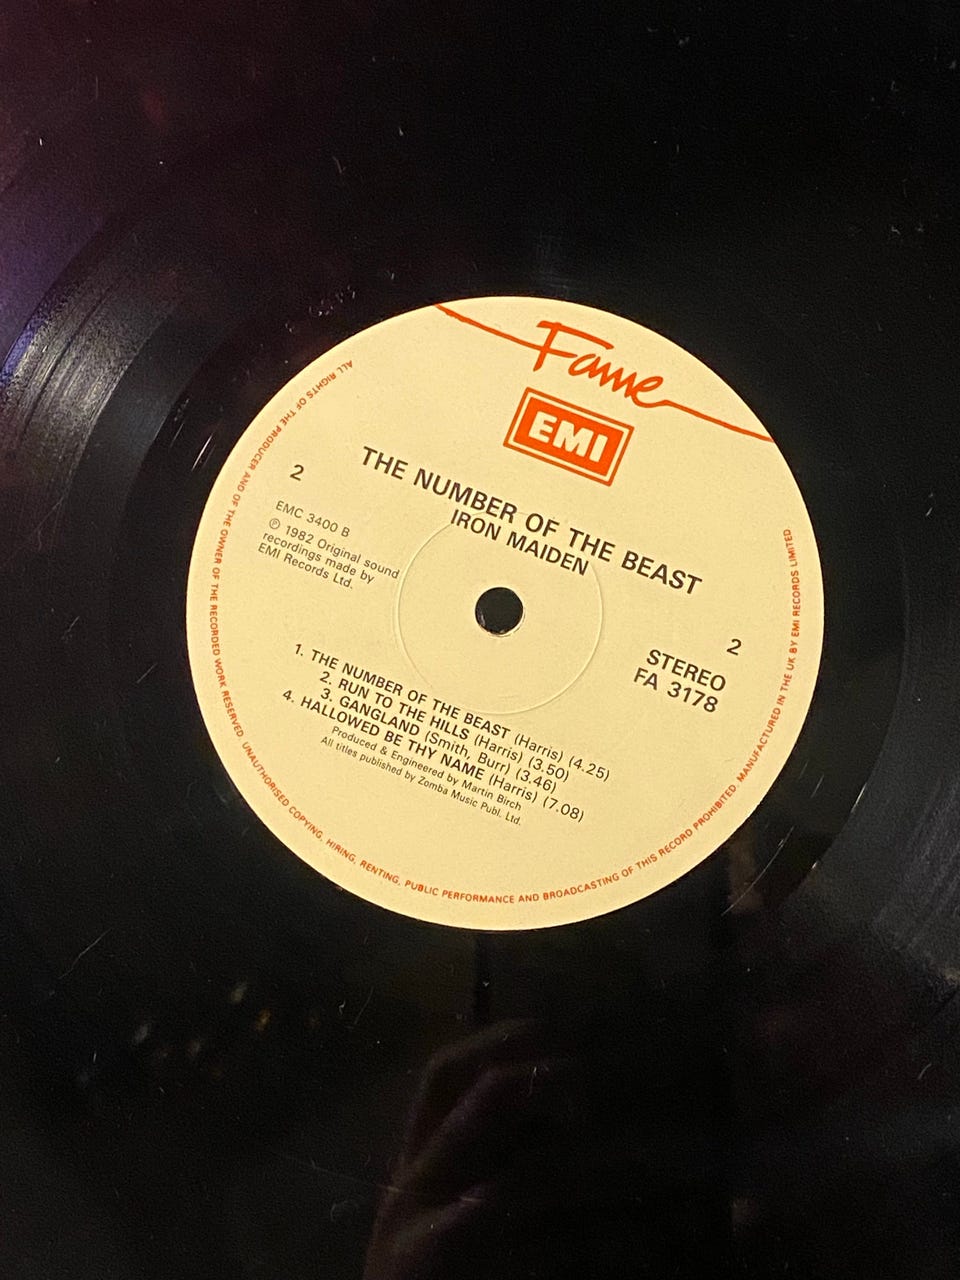 Fame
EMI
THE NUMBER OF THE BEAST
IRON MAIDEN
2
EMC 3400 B
℗ 1982 Original sound
recordings made by
EMI Records Ltd.
2
STEREO
FA 3178
1. THE NUMBER OF THE BEAST (Harris) (4.25)
2. RUN TO THE HILLS (Harris) (3.50)
3. GANGLAND (Smith, Burr) (3.46)
4. HALLOWED BE THY NAME (Harris) (7.08)
Produced & Engineered by Martin Birch
All titles published by Zomba Music Publ. Ltd.
ALL RIGHTS OF THE PRODUCER AND OF THE OWNER OF THE RECORDED WORK RESERVED. UNAUTHORISED COPYING, HIRING, RENTING, PUBLIC PERFORMANCE AND BROADCASTING OF THIS RECORD PROHIBITED. MANUFACTURED IN THE UK BY EMI RECORDS LIMITED